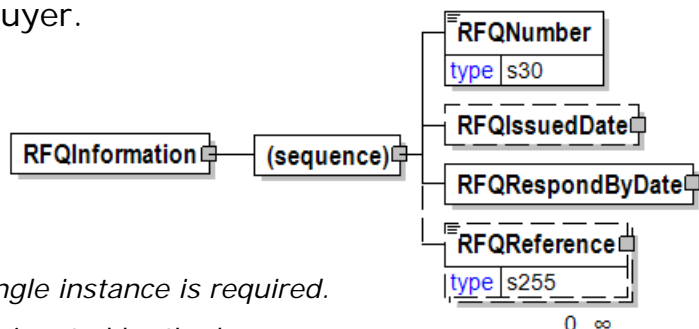 uyer.
RFQNumber
type s30
RFQIssuedDate
RFQInformation
(sequence)
RFQRespondByDate
RFQReference
type s255
ngle instance is required.
0 ∞